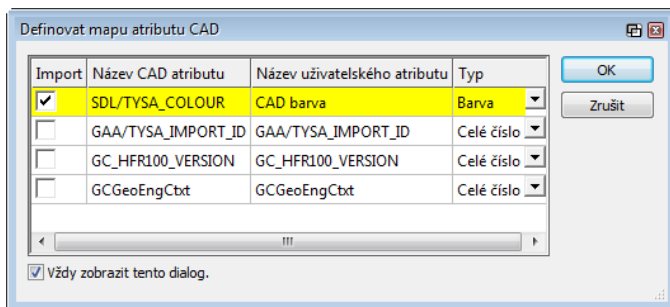 Definovat mapu atributu CAD
Import Název CAD atributu Název uživatelského atributu Typ
SDL/TYSA_COLOUR CAD barva Barva
GAA/TYSA_IMPORT_ID GAA/TYSA_IMPORT_ID Celé číslo
GC_HFR100_VERSION GC_HFR100_VERSION Celé číslo
GCGeoEngCtxt GCGeoEngCtxt Celé číslo
OK
Zrušit
Vždy zobrazit tento dialog.